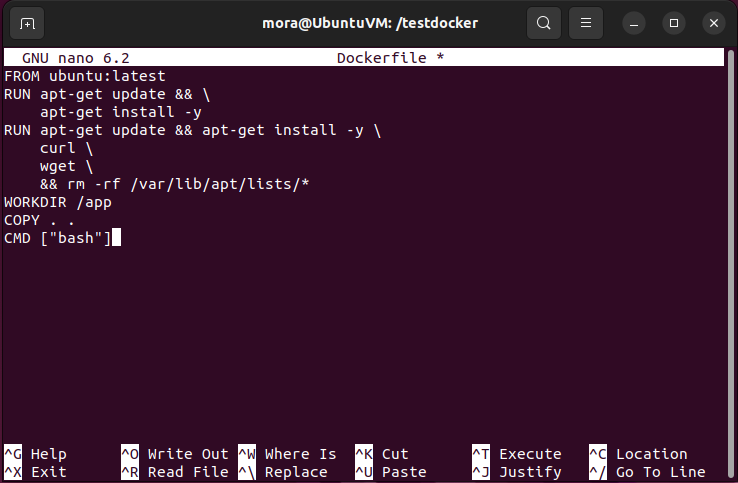 mora@UbuntuVM: /testdocker
GNU nano 6.2 Dockerfile *
FROM ubuntu:latest
RUN apt-get update && \
    apt-get install -y
RUN apt-get update && apt-get install -y \
    curl \
    wget \
    && rm -rf /var/lib/apt/lists/*
WORKDIR /app
COPY . .
CMD ["bash"]
^G Help ^O Write Out ^W Where Is ^K Cut ^T Execute ^C Location
^X Exit ^R Read File ^\ Replace ^U Paste ^J Justify ^/ Go To Line